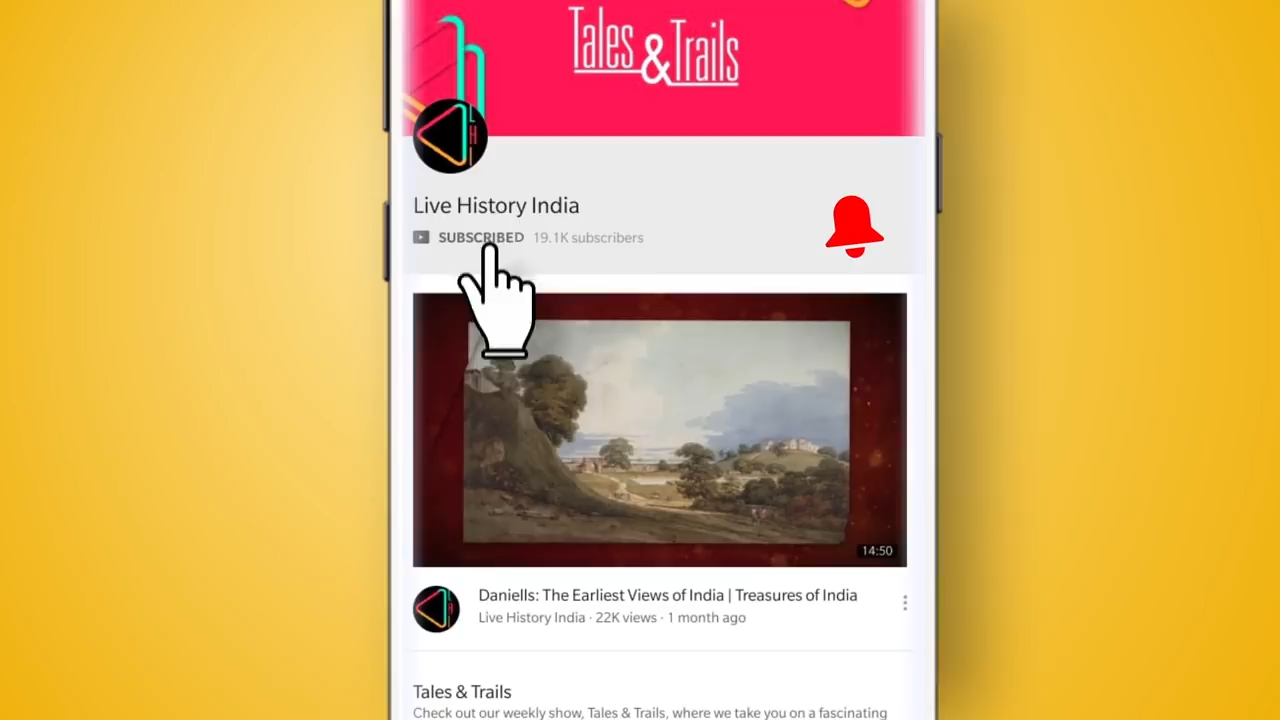 Tales & Trails
LHI
Live History India
SUBSCRIBED 19.1K subscribers
14:50
Daniells: The Earliest Views of India | Treasures of India
Live History India · 22K views · 1 month ago
Tales & Trails
Check out our weekly show, Tales & Trails, where we take you on a fascinating